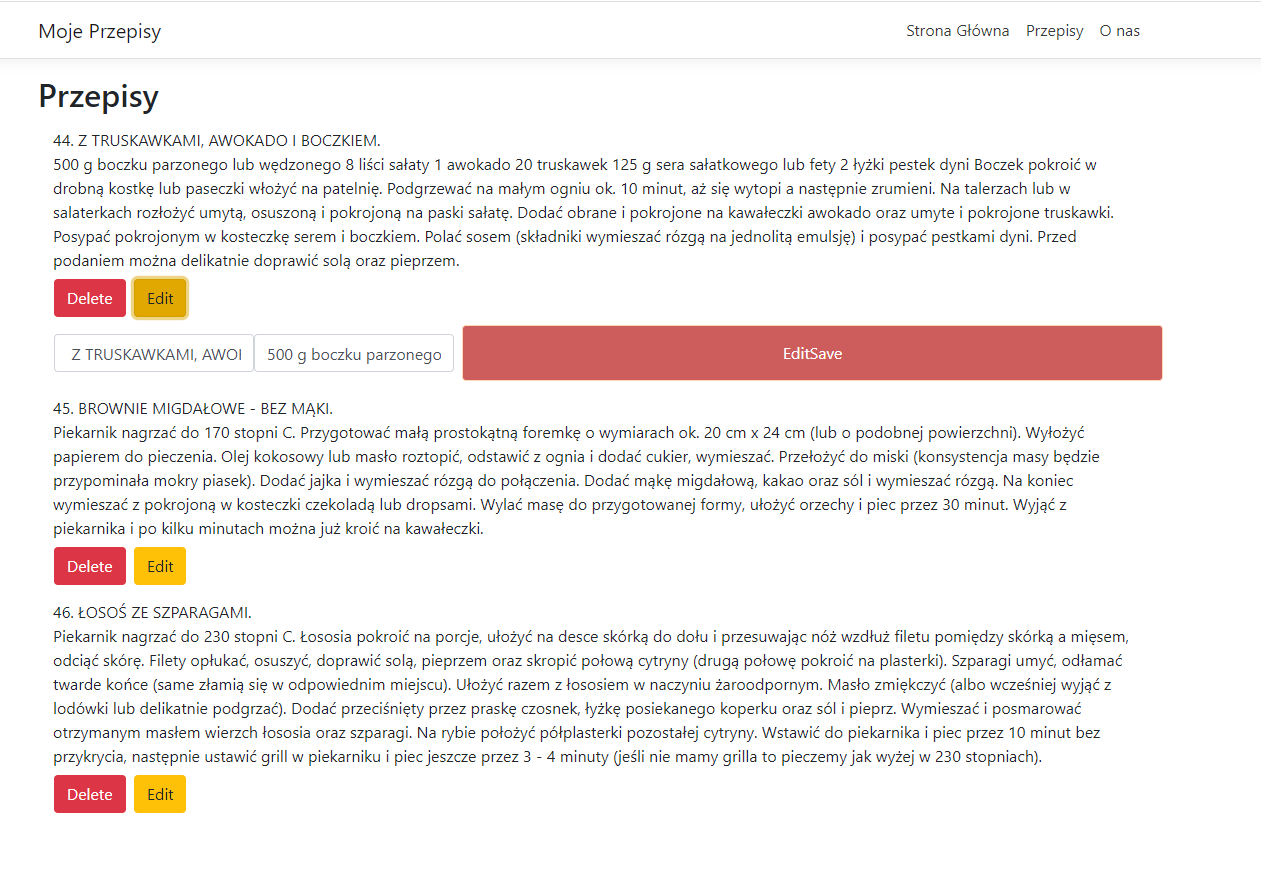 Moje Przepisy
Strona Główna Przepisy O nas
Przepisy
44. Z TRUSKAWKAMI, AWOKADO I BOCZKIEM.
500 g boczku parzonego lub wędzonego 8 liści sałaty 1 awokado 20 truskawek 125 g sera sałatkowego lub fety 2 łyżki pestek dyni Boczek pokroić w
drobną kostkę lub paseczki włożyć na patelnię. Podgrzewać na małym ogniu ok. 10 minut, aż się wytopi a następnie zrumieni. Na talerzach lub w
salaterkach rozłożyć umytą, osuszoną i pokrojoną na paski sałatę. Dodać obrane i pokrojone na kawałeczki awokado oraz umyte i pokrojone truskawki.
Posypać pokrojonym w kosteczkę serem i boczkiem. Polać sosem (składniki wymieszać rózgą na jednolitą emulsję) i posypać pestkami dyni. Przed
podaniem można delikatnie doprawić solą oraz pieprzem.
Delete Edit
Z TRUSKAWKAMI, AWOI 500 g boczku parzonego EditSave
45. BROWNIE MIGDAŁOWE - BEZ MĄKI.
Piekarnik nagrzać do 170 stopni C. Przygotować małą prostokątną foremkę o wymiarach ok. 20 cm x 24 cm (lub o podobnej powierzchni). Wyłożyć
papierem do pieczenia. Olej kokosowy lub masło roztopić, odstawić z ognia i dodać cukier, wymieszać. Przełożyć do miski (konsystencja masy będzie
przypominała mokry piasek). Dodać jajka i wymieszać rózgą do połączenia. Dodać mąkę migdałową, kakao oraz sól i wymieszać rózgą. Na koniec
wymieszać z pokrojoną w kosteczki czekoladą lub dropsami. Wylać masę do przygotowanej formy, ułożyć orzechy i piec przez 30 minut. Wyjąć z
piekarnika i po kilku minutach można już kroić na kawałeczki.
Delete Edit
46. ŁOSOŚ ZE SZPARAGAMI.
Piekarnik nagrzać do 230 stopni C. Łososia pokroić na porcje, ułożyć na desce skórką do dołu i przesuwając nóż wzdłuż filetu pomiędzy skórką a mięsem,
odciąć skórę. Filety opłukać, osuszyć, doprawić solą, pieprzem oraz skropić połową cytryny (drugą połowę pokroić na plasterki). Szparagi umyć, odłamać
twarde końce (same złamią się w odpowiednim miejscu). Ułożyć razem z łososiem w naczyniu żaroodpornym. Masło zmiękczyć (albo wcześniej wyjąć z
lodówki lub delikatnie podgrzać). Dodać przeciśnięty przez praskę czosnek, łyżkę posiekanego koperku oraz sól i pieprz. Wymieszać i posmarować
otrzymanym masłem wierzch łososia oraz szparagi. Na rybie położyć półplasterki pozostałej cytryny. Wstawić do piekarnika i piec przez 10 minut bez
przykrycia, następnie ustawić grill w piekarniku i piec jeszcze przez 3 - 4 minuty (jeśli nie mamy grilla to pieczemy jak wyżej w 230 stopniach).
Delete Edit